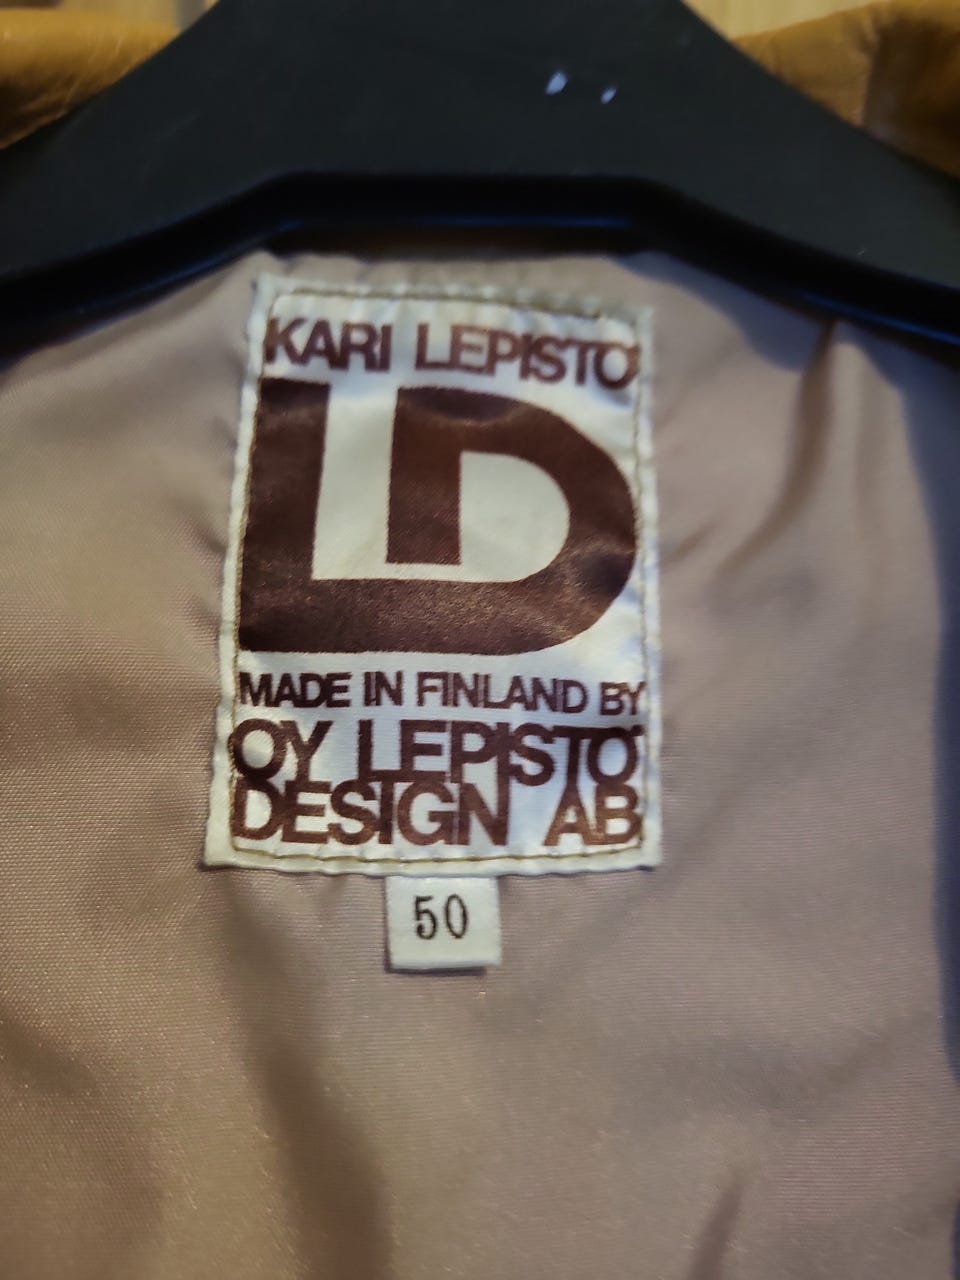 KARI LEPISTÖ
LD
MADE IN FINLAND BY
OY LEPISTÖ
DESIGN AB
50